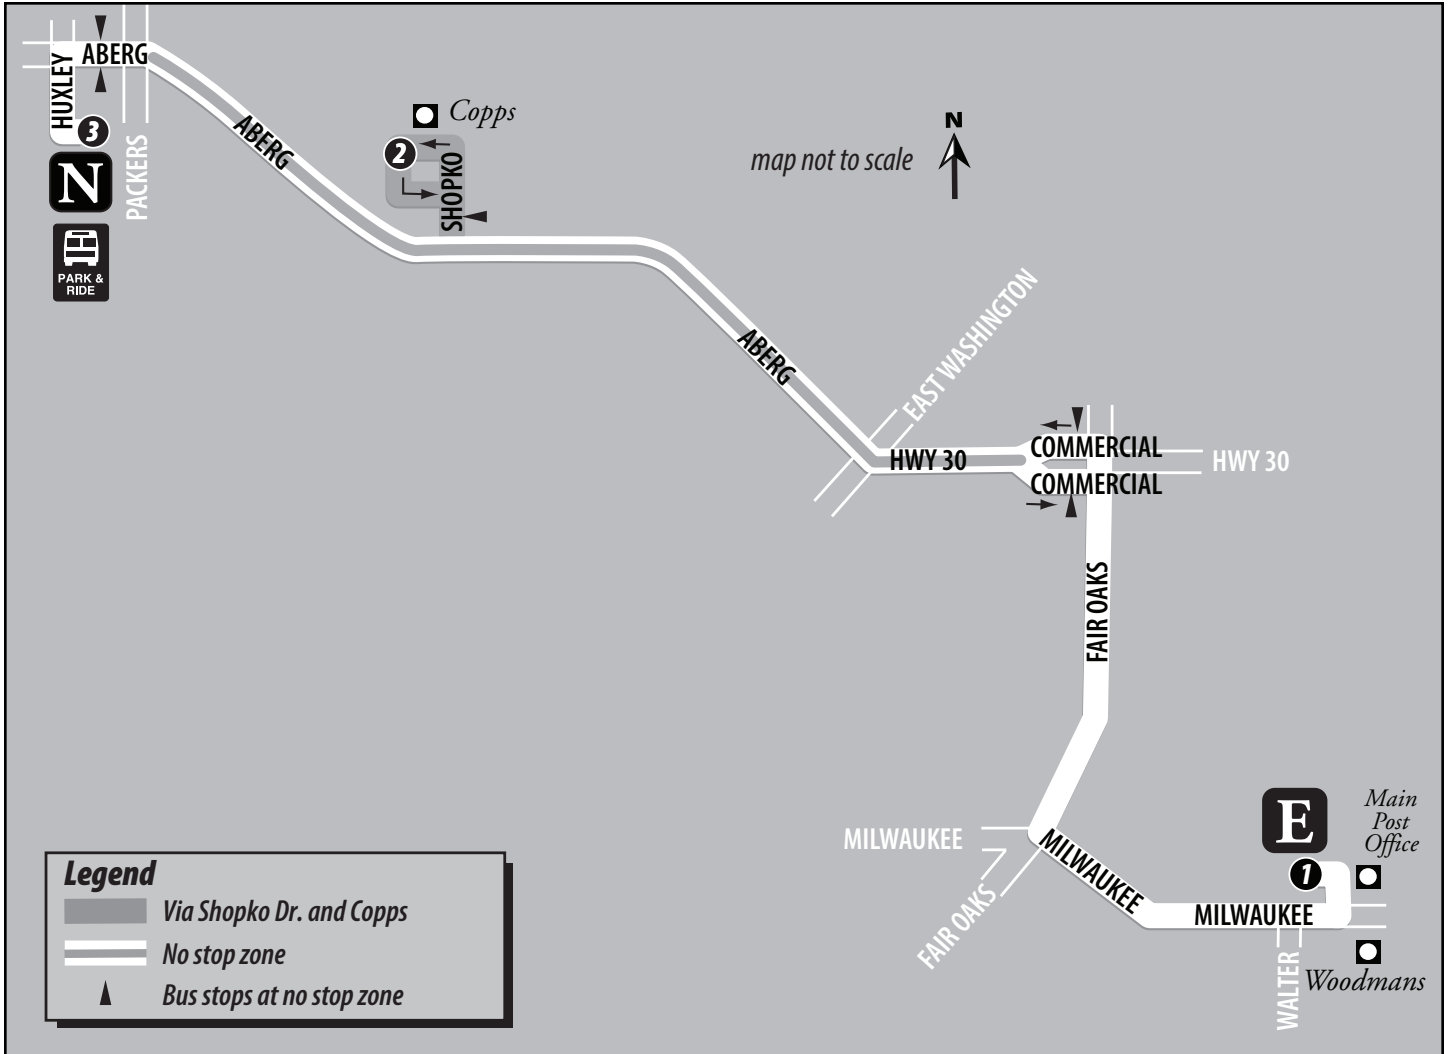 HUXLEY
ABERG
3
N
PARK &
RIDE
PACKERS
ABERG
Copps
2
SHOPKO
map not to scale
N
ABERG
EAST WASHINGTON
HWY 30
COMMERCIAL
COMMERCIAL
HWY 30
FAIR OAKS
MILWAUKEE
FAIR OAKS
MILWAUKEE
E
1
Main
Post
Office
MILWAUKEE
WALTER
Woodmans
Legend
Via Shopko Dr. and Copps
No stop zone
Bus stops at no stop zone